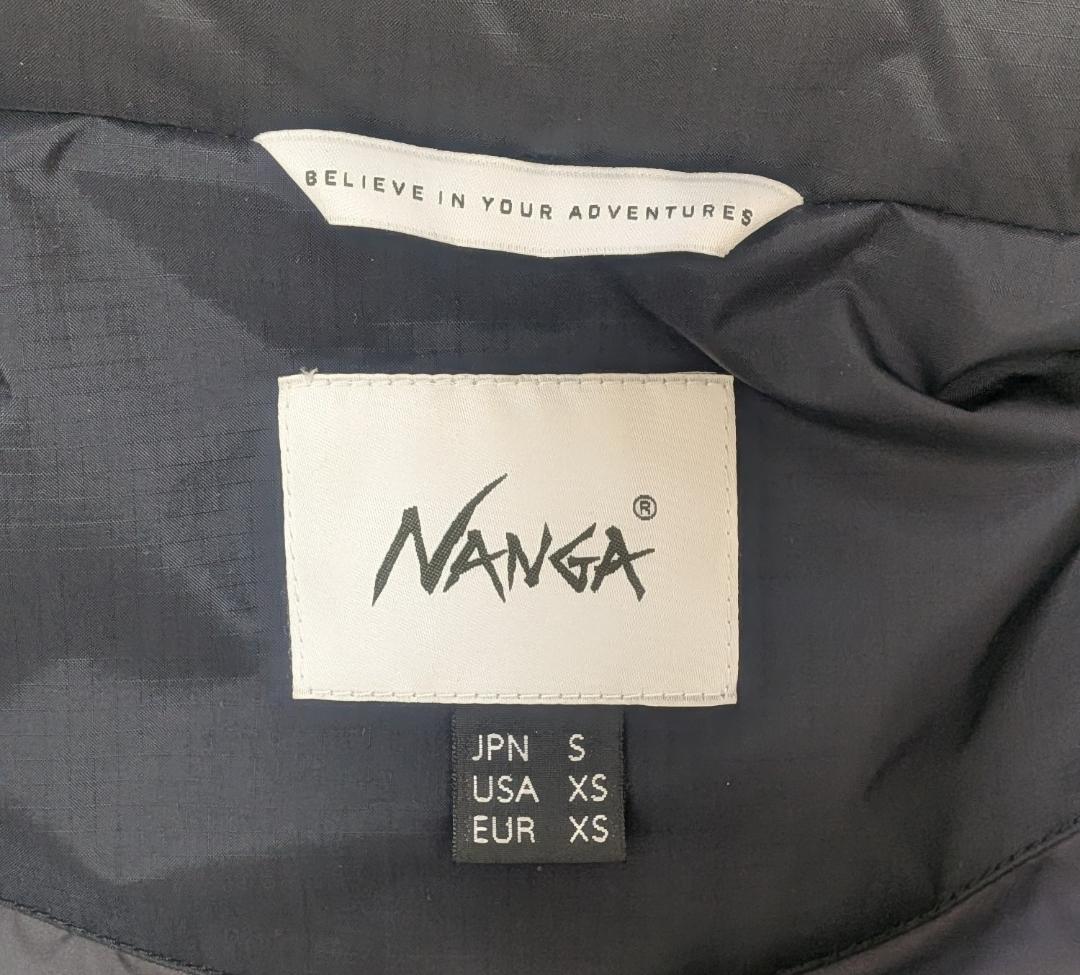 BELIEVE IN YOUR ADVENTURES
NANGA®
JPN S
USA XS
EUR XS